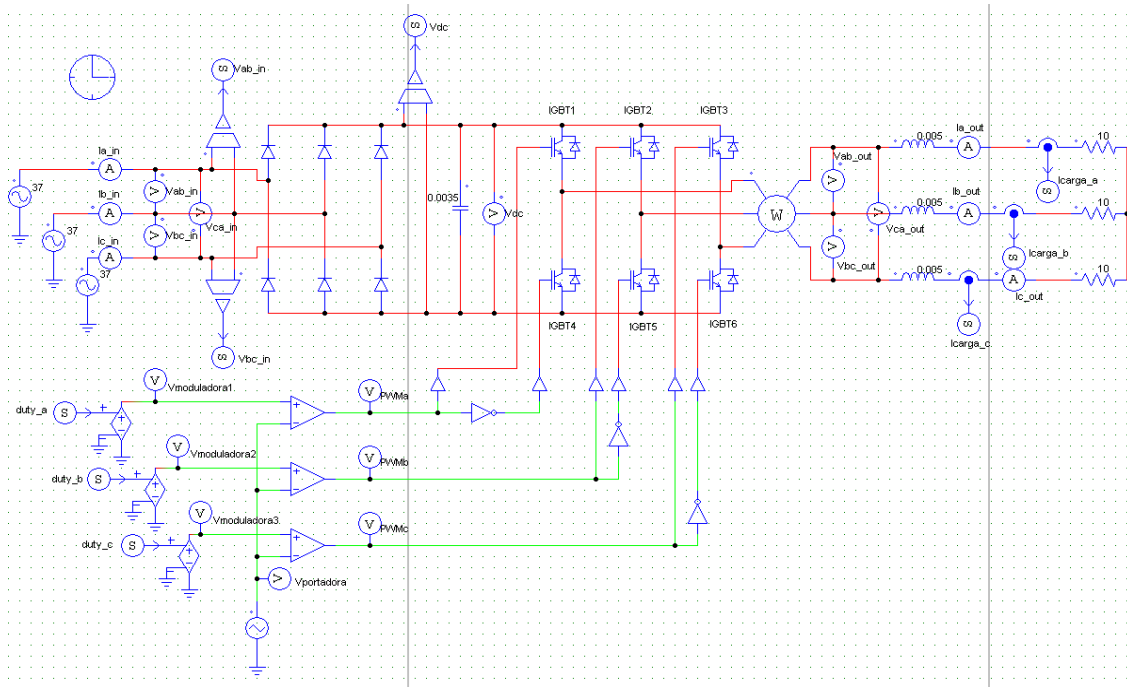 S
Vdc
S
Vab_in
IGBT1
IGBT2
IGBT3
Ia_in
A
37
Ib_in
A
V
Vab_in
V
Vca_in
37
Ic_in
A
V
Vbc_in
37
0.0035
V
Vcc
W
Vab_out
V
V
Vca_out
V
Vbc_out
0.005
Ia_out
A
10
Icarga_a
S
0.005
Ib_out
A
10
Icarga_b
S
0.005
A
Ic_out
10
Icarga_c
S
S
Vbc_in
IGBT4
IGBT5
IGBT6
V
Vmoduladora1.
duty_a
S
V
PWMa
V
Vmoduladora2
duty_b
S
V
PWMb
V
Vmoduladora3.
duty_c
S
V
PWMc
V
Vportadora